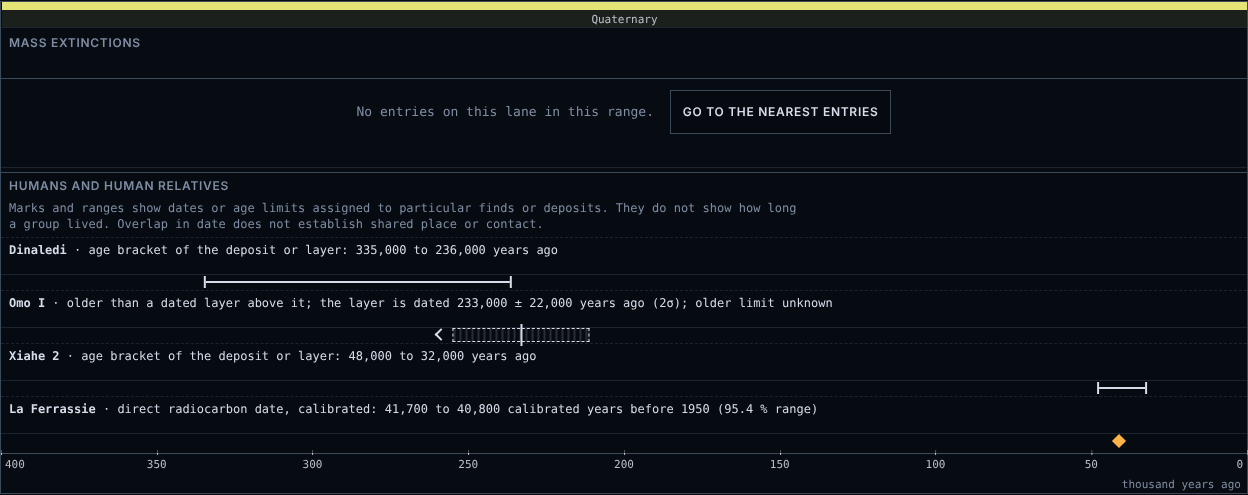 Quaternary
MASS EXTINCTIONS
No entries on this lane in this range.
GO TO THE NEAREST ENTRIES
HUMANS AND HUMAN RELATIVES
Marks and ranges show dates or age limits assigned to particular finds or deposits. They do not show how long
a group lived. Overlap in date does not establish shared place or contact.
Dinaledi · age bracket of the deposit or layer: 335,000 to 236,000 years ago
Omo I · older than a dated layer above it; the layer is dated 233,000 ± 22,000 years ago (2σ); older limit unknown
Xiahe 2 · age bracket of the deposit or layer: 48,000 to 32,000 years ago
La Ferrassie · direct radiocarbon date, calibrated: 41,700 to 40,800 calibrated years before 1950 (95.4 % range)
400 350 300 250 200 150 100 50 0
thousand years ago